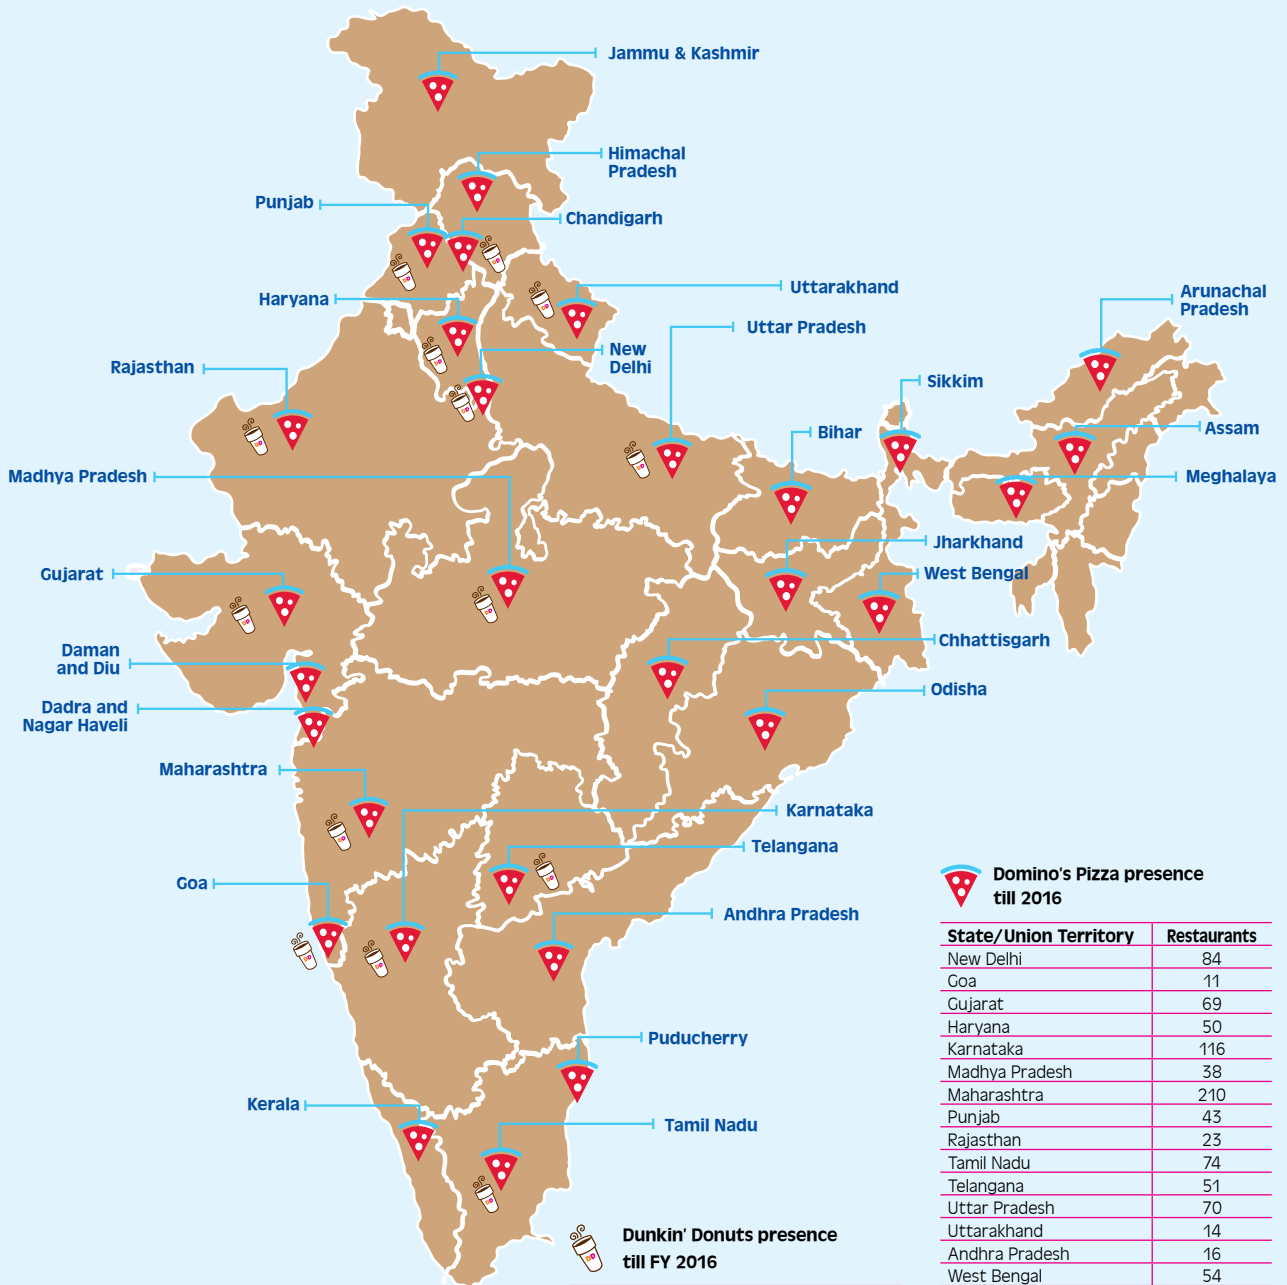 Jammu & Kashmir
Himachal
Pradesh
Punjab
Chandigarh
Haryana
Uttarakhand
Arunachal
Pradesh
Uttar Pradesh
New
Delhi
Rajasthan
Sikkim
Bihar
Assam
Madhya Pradesh
Meghalaya
Jharkhand
Gujarat
West Bengal
Chhattisgarh
Daman
and Diu
Odisha
Dadra and
Nagar Haveli
Maharashtra
Karnataka
Telangana
Goa
Andhra Pradesh
Puducherry
Kerala
Tamil Nadu
Dunkin' Donuts presence
till FY 2016
Domino's Pizza presence
till 2016
State/Union Territory Restaurants
New Delhi 84
Goa 11
Gujarat 69
Haryana 50
Karnataka 116
Madhya Pradesh 38
Maharashtra 210
Punjab 43
Rajasthan 23
Tamil Nadu 74
Telangana 51
Uttar Pradesh 70
Uttarakhand 14
Andhra Pradesh 16
West Bengal 54